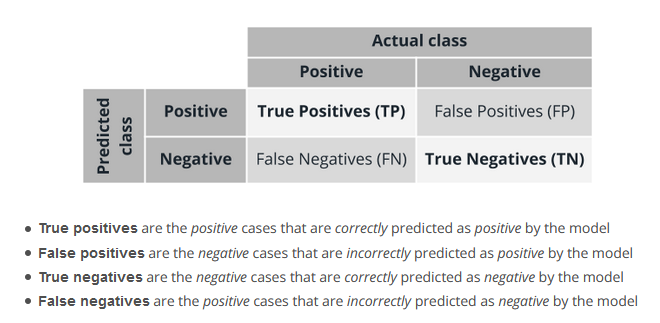 Actual class
Positive Negative
Predicted class
Positive True Positives (TP) False Positives (FP)
Negative False Negatives (FN) True Negatives (TN)
True positives are the positive cases that are correctly predicted as positive by the model
False positives are the negative cases that are incorrectly predicted as positive by the model
True negatives are the negative cases that are correctly predicted as negative by the model
False negatives are the positive cases that are incorrectly predicted as negative by the model